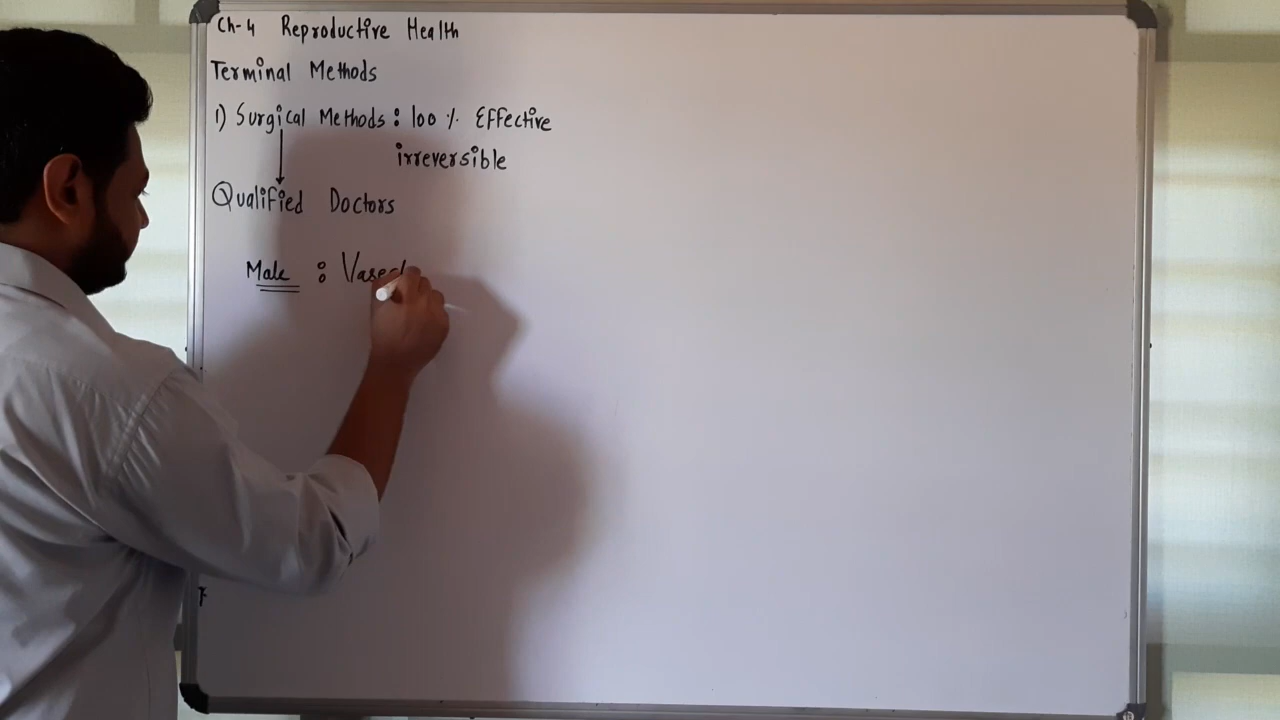 Ch-4 Reproductive Health
Terminal Methods
1) Surgical Methods : 100 % Effective
irreversible
Qualified Doctors
Male :